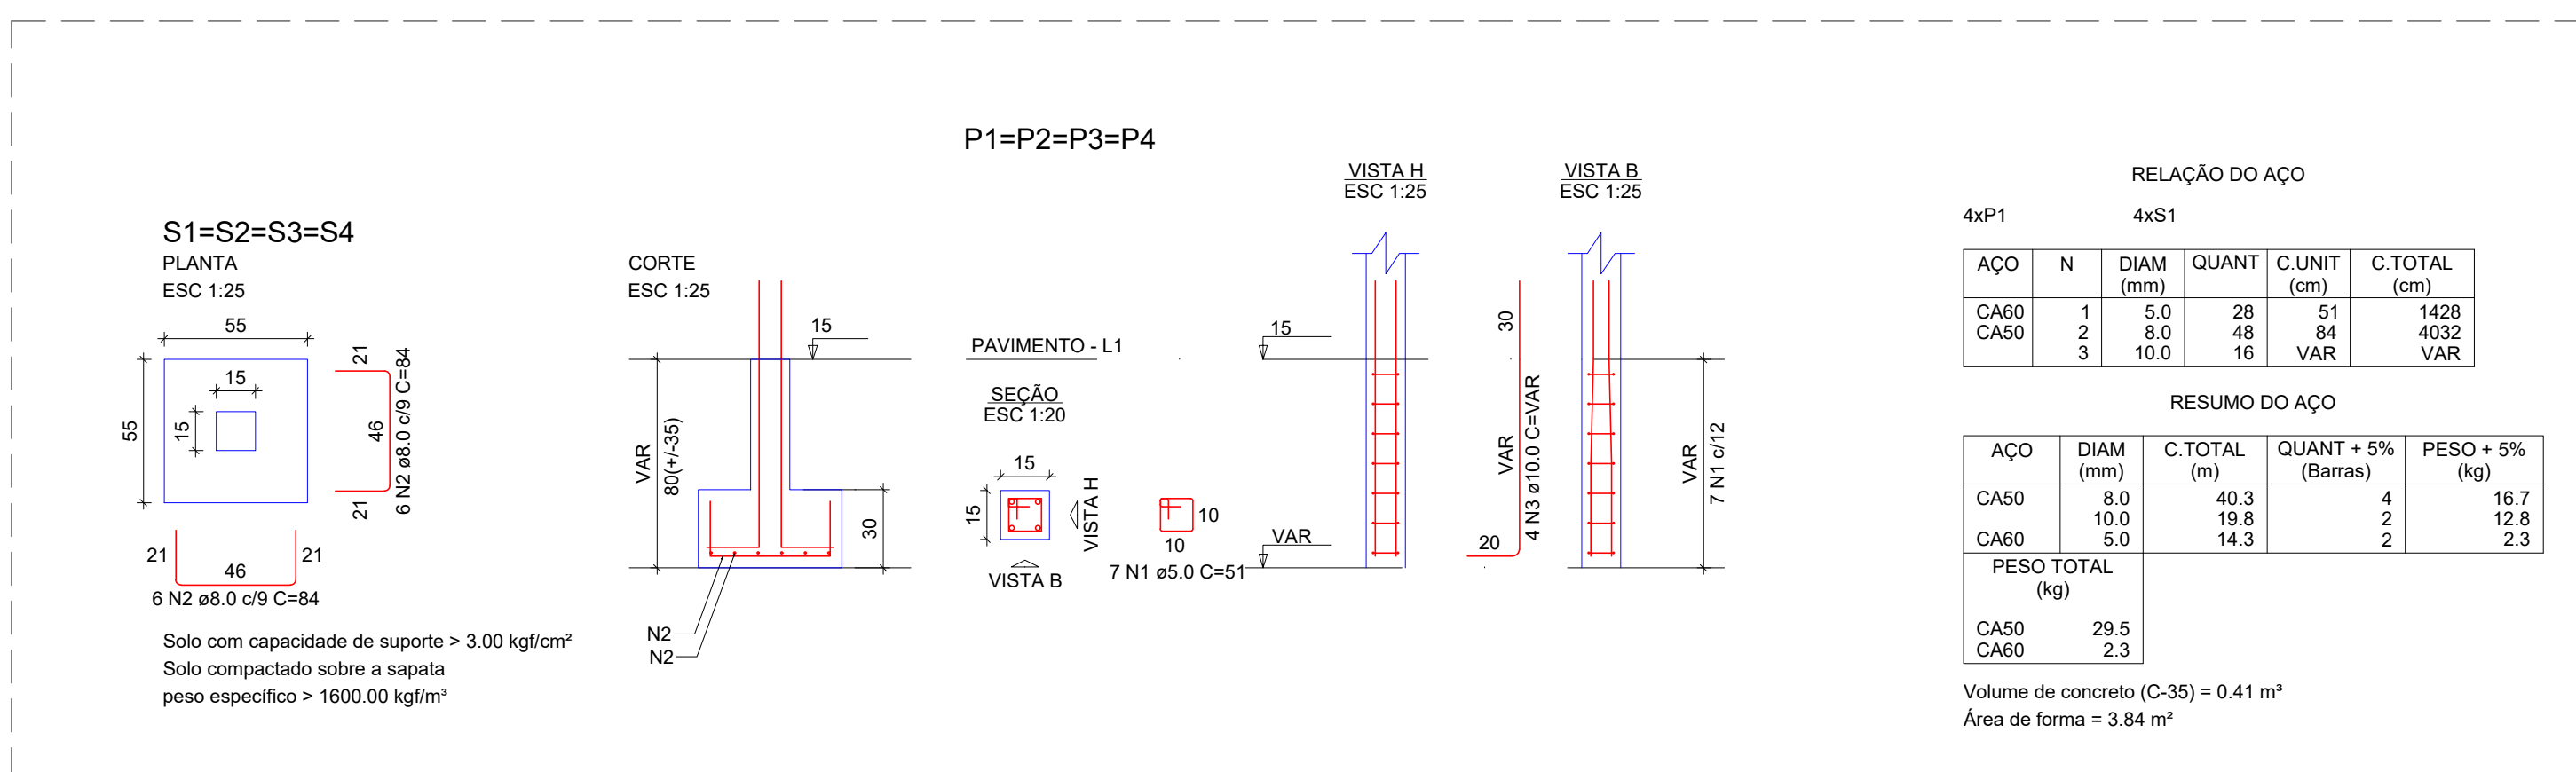 P1=P2=P3=P4
S1=S2=S3=S4
PLANTA
ESC 1:25
55
15
55
15
21
46
21
6 N2 ø8.0 c/9 C=84
21
46
21
6 N2 ø8.0 c/9 C=84
Solo com capacidade de suporte > 3.00 kgf/cm²
Solo compactado sobre a sapata
peso específico > 1600.00 kgf/m³
CORTE
ESC 1:25
15
VAR
80(+/-35)
30
N2
N2
PAVIMENTO - L1
SEÇÃO
ESC 1:20
15
15
VISTA H
VISTA B
10
10
7 N1 ø5.0 C=51
VISTA H
ESC 1:25
15
VAR
30
VAR
4 N3 ø10.0 C=VAR
20
VISTA B
ESC 1:25
VAR
7 N1 c/12
RELAÇÃO DO AÇO
4xP1 4xS1
AÇO N DIAM (mm) QUANT C.UNIT (cm) C.TOTAL (cm)
CA60 1 5.0 28 51 1428
CA50 2 8.0 48 84 4032
3 10.0 16 VAR VAR
RESUMO DO AÇO
AÇO DIAM (mm) C.TOTAL (m) QUANT + 5% (Barras) PESO + 5% (kg)
CA50 8.0 40.3 4 16.7
10.0 19.8 2 12.8
CA60 5.0 14.3 2 2.3
PESO TOTAL
(kg)
CA50 29.5
CA60 2.3
Volume de concreto (C-35) = 0.41 m³
Área de forma = 3.84 m²